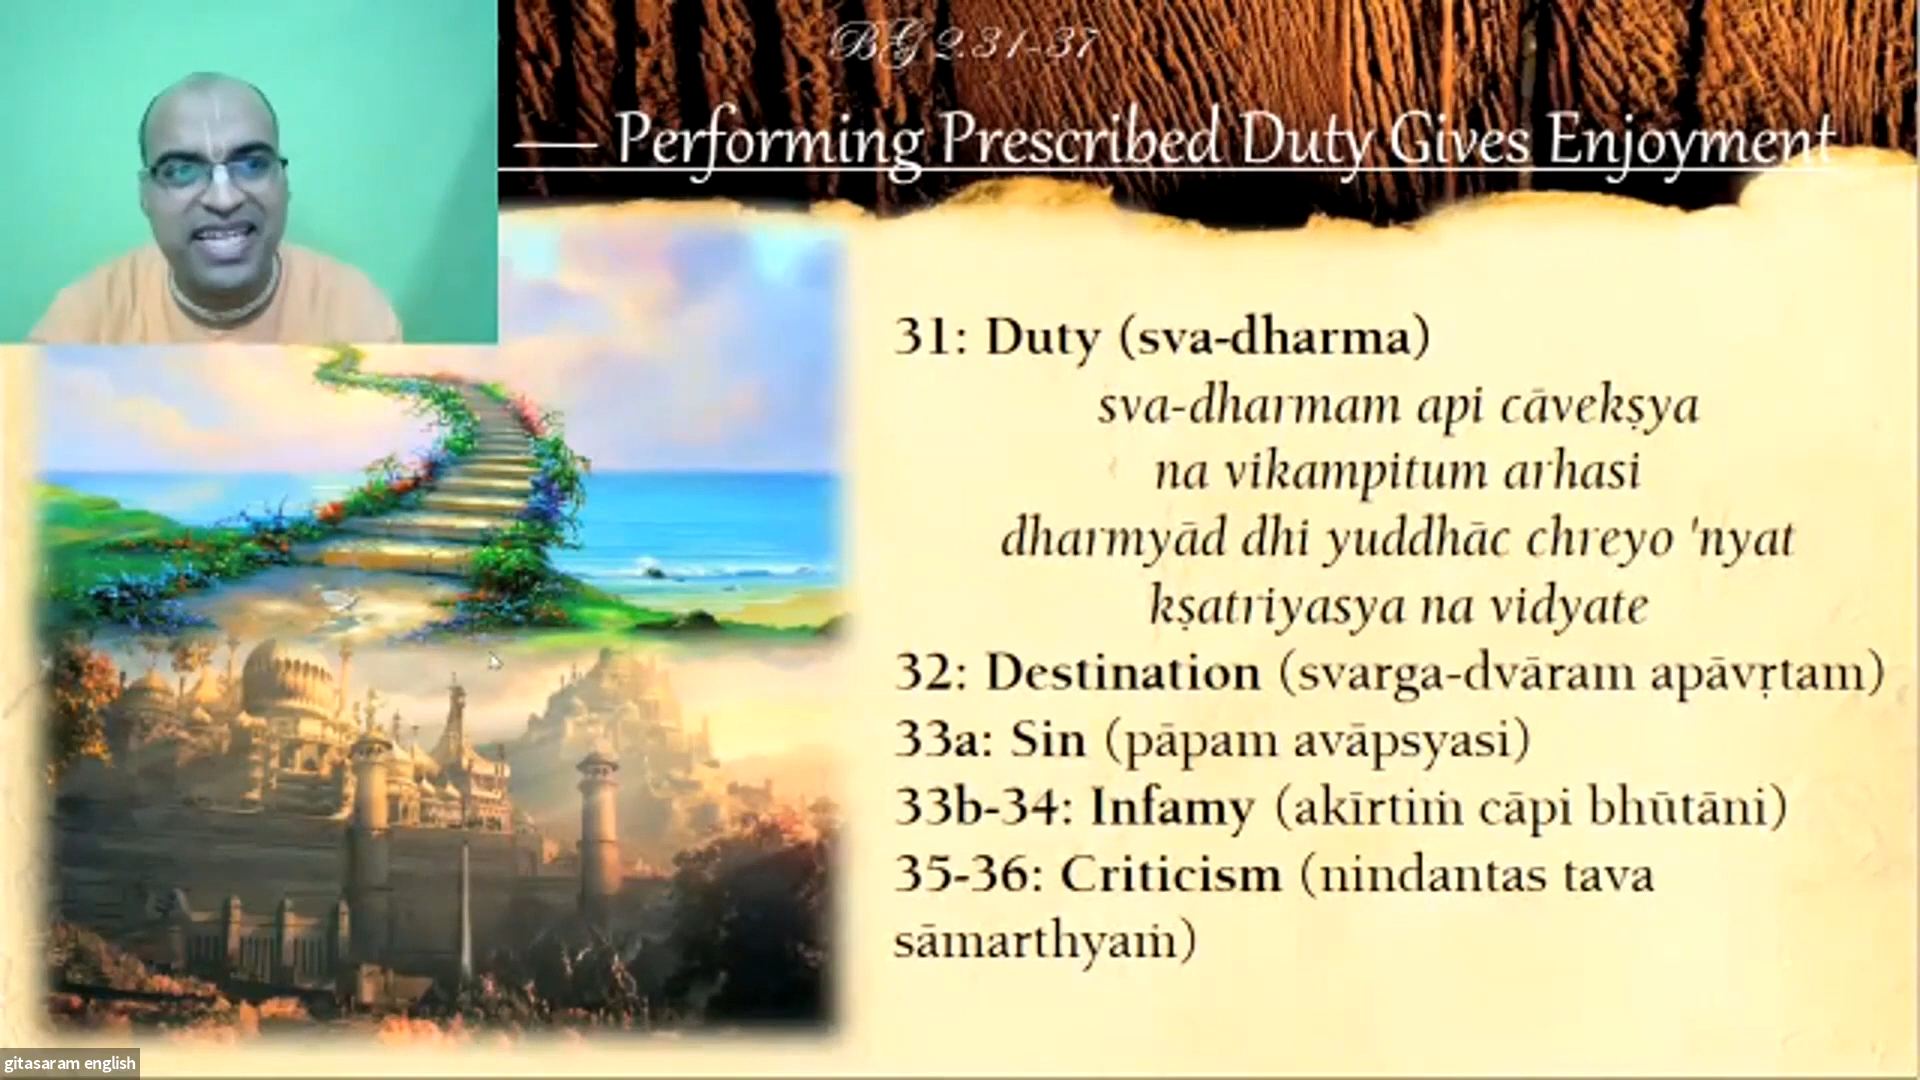 BG 2.31-37
— Performing Prescribed Duty Gives Enjoyment
31: Duty (sva-dharma)
sva-dharmam api cāvekṣya
na vikampitum arhasi
dharmyād dhi yuddhāc chreyo 'nyat
kṣatriyasya na vidyate
32: Destination (svarga-dvāram apāvṛtam)
33a: Sin (pāpam avāpsyasi)
33b-34: Infamy (akīrtiṁ cāpi bhūtāni)
35-36: Criticism (nindantas tava
sāmarthyaṁ)
gitasaram english